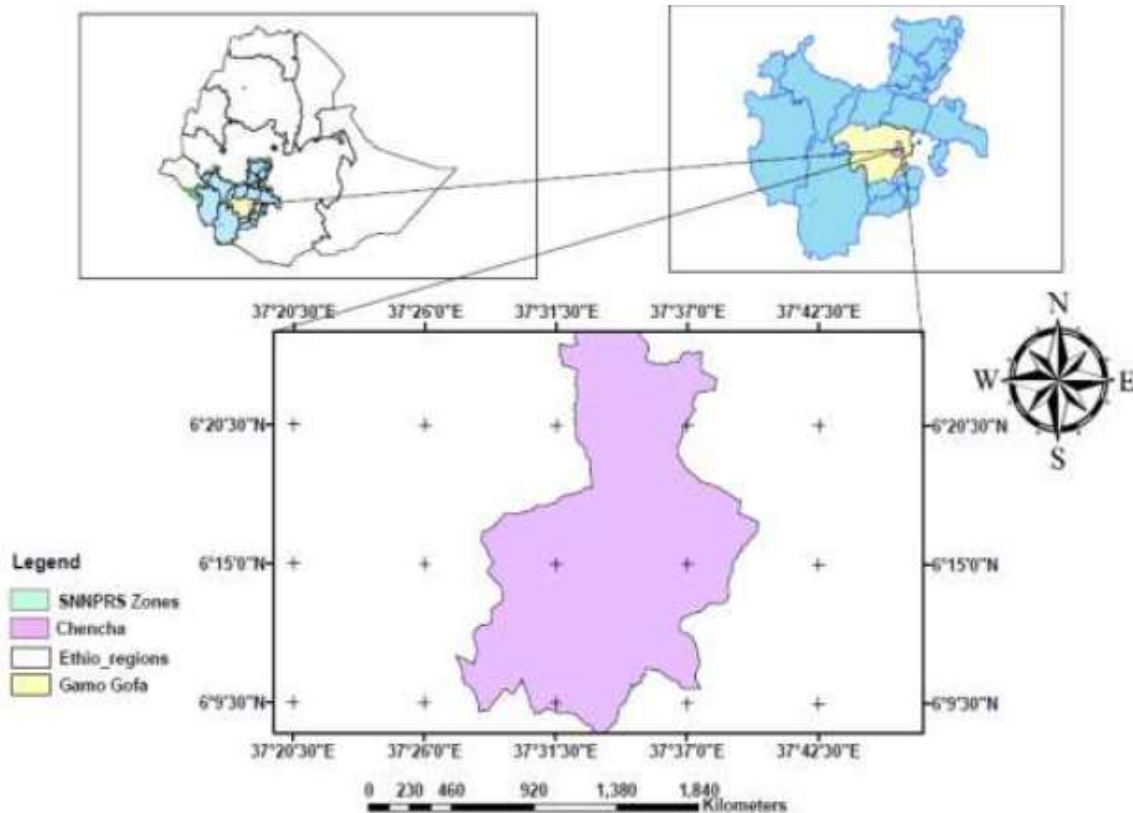 37°20'30"E 37°26'0"E 37°31'30"E 37°37'0"E 37°42'30"E
N
W E
S
6°20'30"N 6°20'30"N
6°15'0"N 6°15'0"N
6°9'30"N 6°9'30"N
Legend
SNNPRS Zones
Chencha
Ethio_regions
Gamo Gofa
37°20'30"E 37°26'0"E 37°31'30"E 37°37'0"E 37°42'30"E
0 230 460 920 1,380 1,840
Kilometers